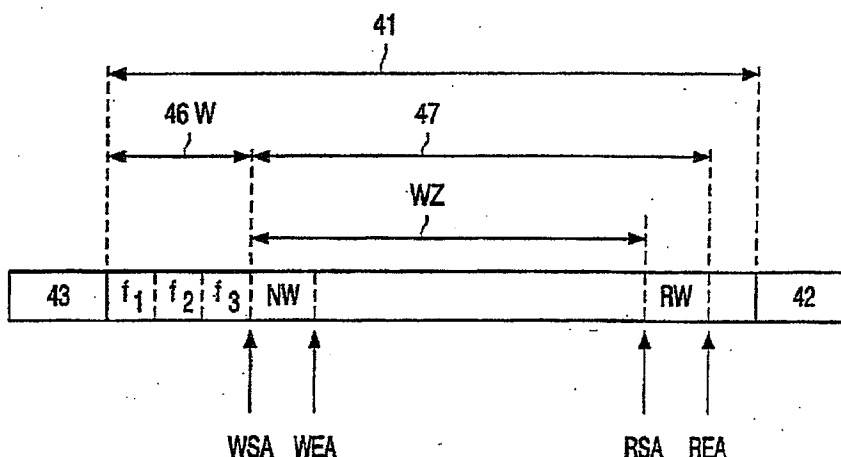 41
46 W 47
WZ
43 f1 f2 f3 NW RW 42
WSA WEA RSA REA